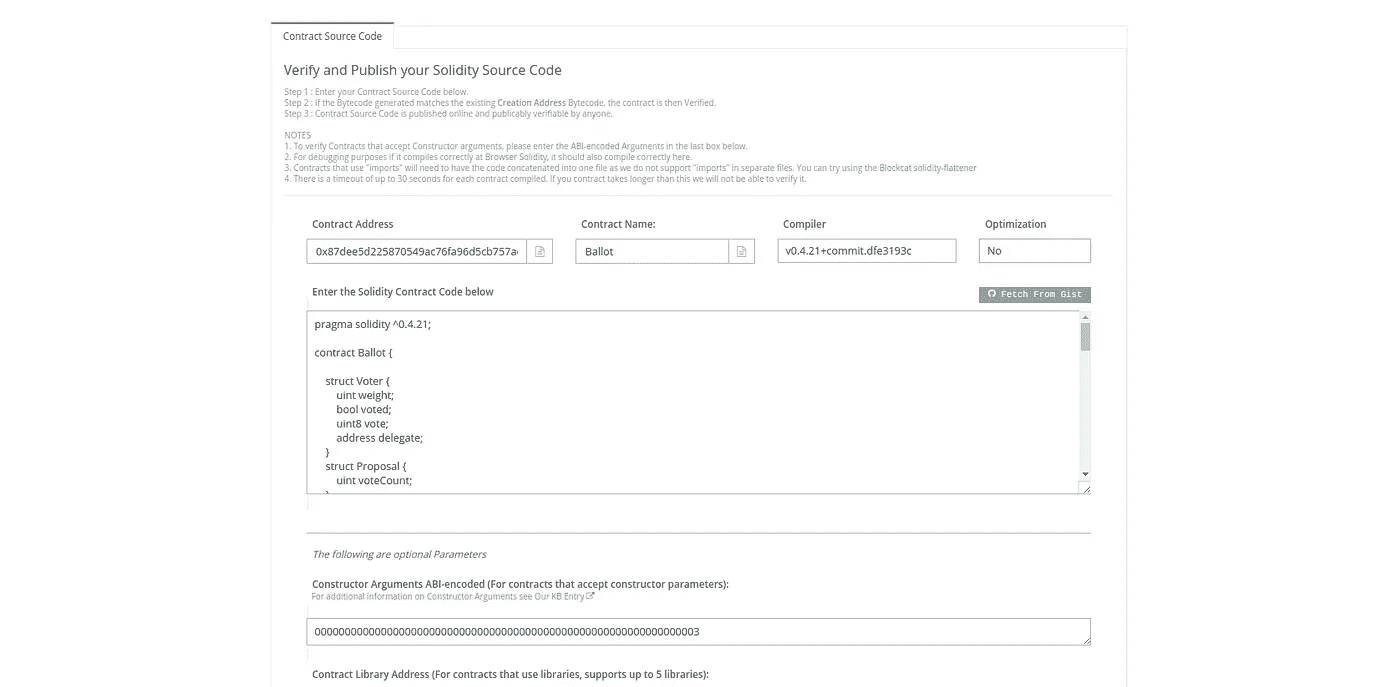 Contract Source Code
Verify and Publish your Solidity Source Code
Step 1 : Enter your Contract Source Code below.
Step 2 : If the Bytecode generated matches the existing Creation Address Bytecode, the contract is then Verified.
Step 3 : Contract Source Code is published online and publicably verifiable by anyone.
NOTES
1. To verify Contracts that accept Constructor arguments, please enter the ABI-encoded Arguments in the last box below.
2. For debugging purposes if it compiles correctly at Browser Solidity, it should also compile correctly here.
3. Contracts that use "imports" will need to have the code concatenated into one file as we do not support "imports" in separate files. You can try using the Blockcat solidity-flattener
4. There is a timeout of up to 30 seconds for each contract compiled. If you contract takes longer than this we will not be able to verify it.
Contract Address Contract Name: Compiler Optimization
0x87dee5d225870549ac76fa96d5cb757a Ballot v0.4.21+commit.dfe3193c No
Enter the Solidity Contract Code below Fetch From Gist
pragma solidity ^0.4.21;
contract Ballot {
struct Voter {
uint weight;
bool voted;
uint8 vote;
address delegate;
}
struct Proposal {
uint voteCount;
}
The following are optional Parameters
Constructor Arguments ABI-encoded (For contracts that accept constructor parameters):
For additional information on Constructor Arguments see Our KB Entry
0000000000000000000000000000000000000000000000000000000000000003
Contract Library Address (For contracts that use libraries, supports up to 5 libraries):